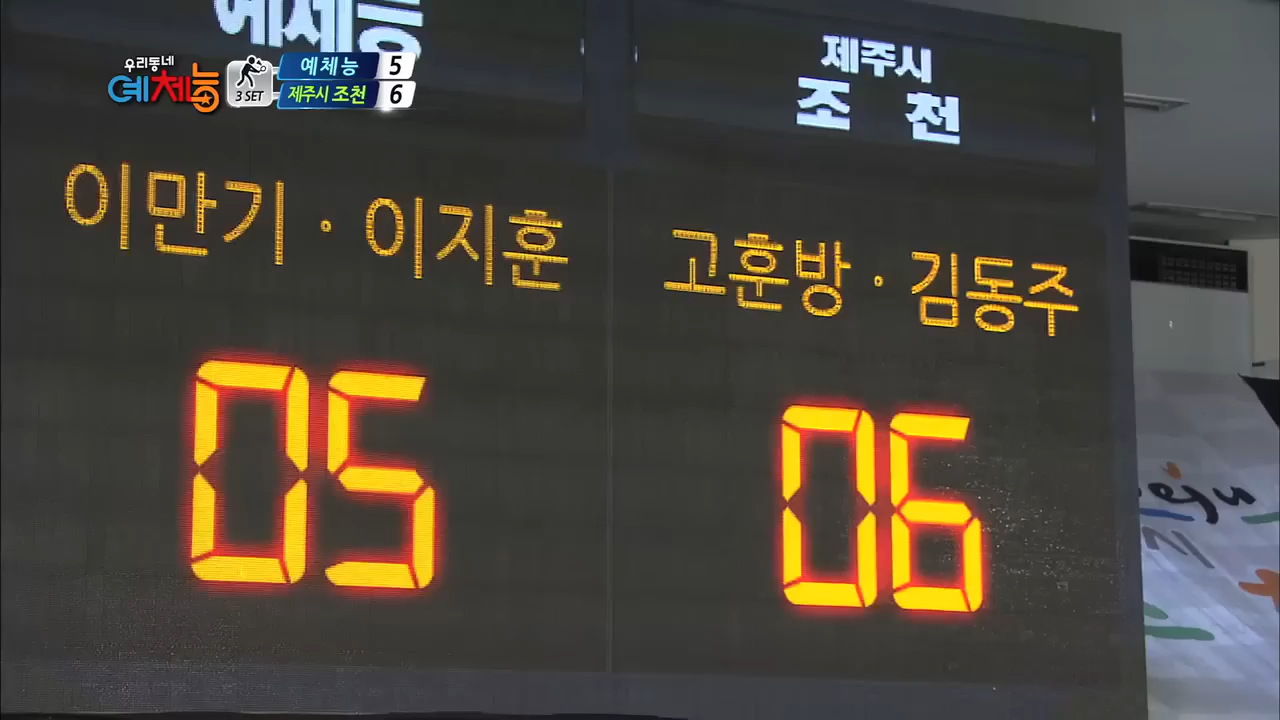 예체능
제주시
조 천
우리동네
예체능
3 SET
예체능 5
제주시 조천 6
이만기 · 이지훈
고훈방 · 김동주
05
06
Jeju